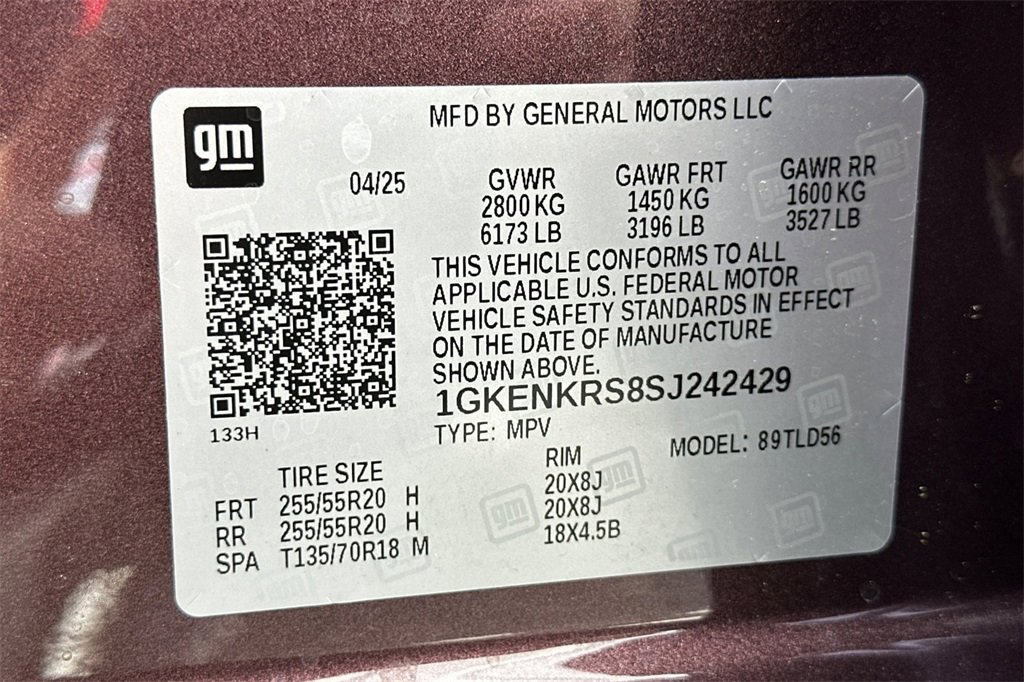 gm
MFD BY GENERAL MOTORS LLC
04/25
GVWR GAWR FRT GAWR RR
2800 KG 1450 KG 1600 KG
6173 LB 3196 LB 3527 LB
THIS VEHICLE CONFORMS TO ALL
APPLICABLE U.S. FEDERAL MOTOR
VEHICLE SAFETY STANDARDS IN EFFECT
ON THE DATE OF MANUFACTURE
SHOWN ABOVE.
1GKENKRS8SJ242429
133H
TYPE: MPV MODEL: 89TLD56
TIRE SIZE RIM
FRT 255/55R20 H 20X8J
RR 255/55R20 H 20X8J
SPA T135/70R18 M 18X4.5B